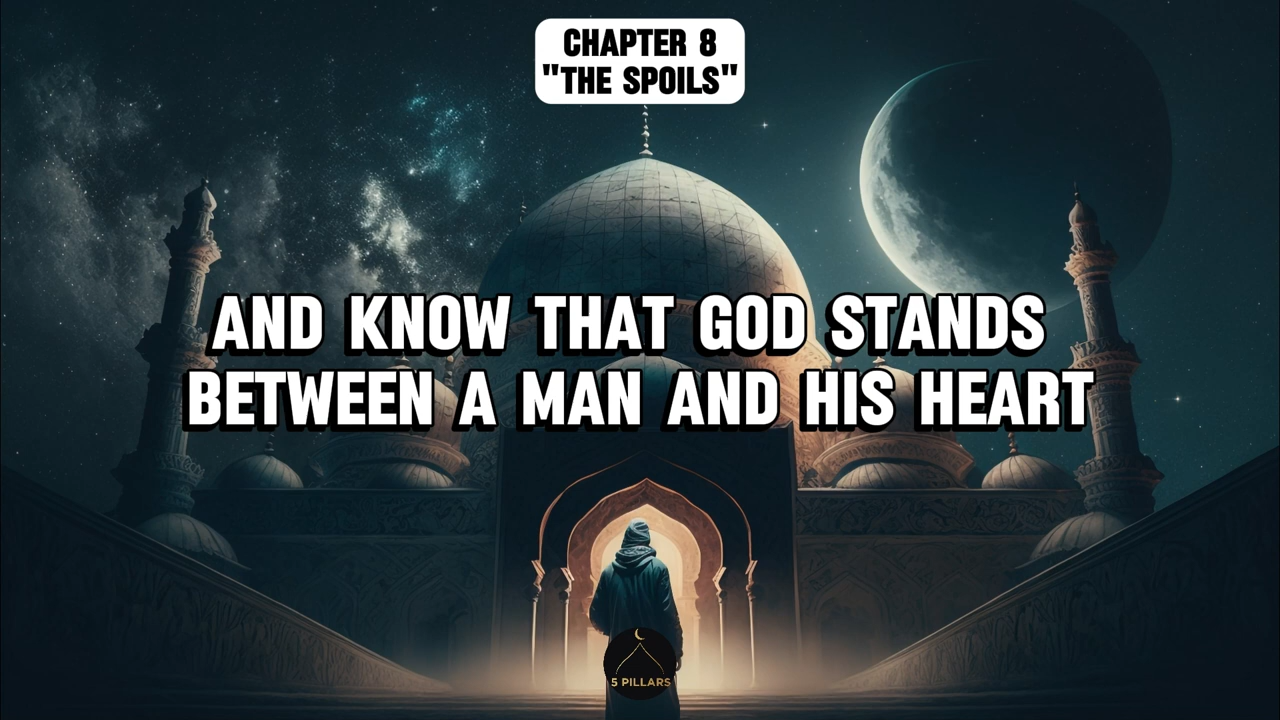 CHAPTER 8
"THE SPOILS"
AND KNOW THAT GOD STANDS
BETWEEN A MAN AND HIS HEART
5 PILLARS